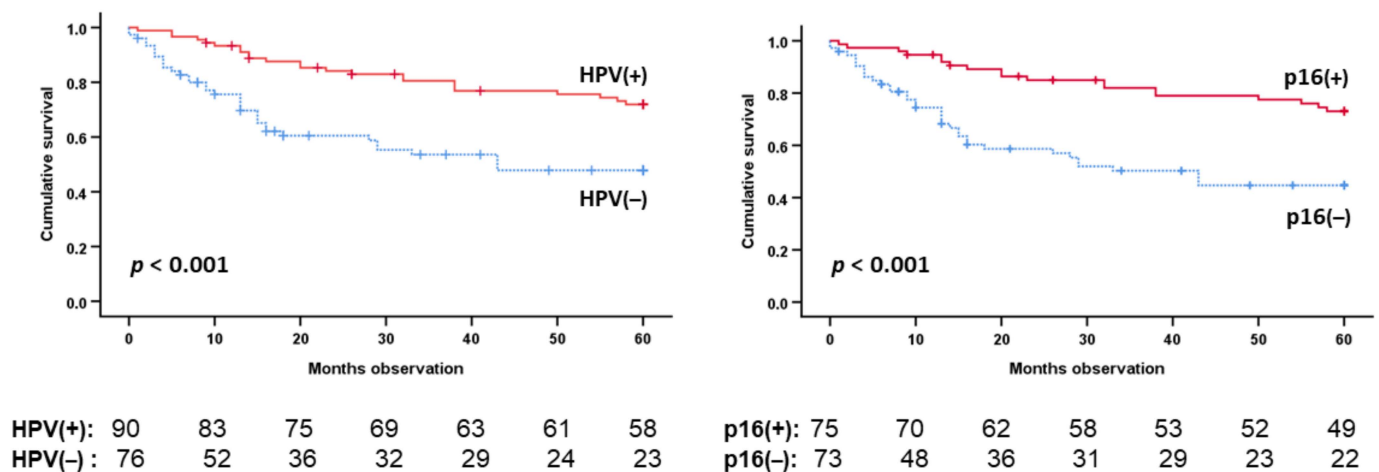 1.0
0.8
0.6
0.4
0.2
0.0
Cumulative survival
HPV(+)
HPV(–)
p < 0.001
0 10 20 30 40 50 60
Months observation
HPV(+): 90 83 75 69 63 61 58
HPV(–) : 76 52 36 32 29 24 23
1.0
0.8
0.6
0.4
0.2
0.0
Cumulative survival
p16(+)
p16(–)
p < 0.001
0 10 20 30 40 50 60
Months observation
p16(+): 75 70 62 58 53 52 49
p16(–): 73 48 36 31 29 23 22